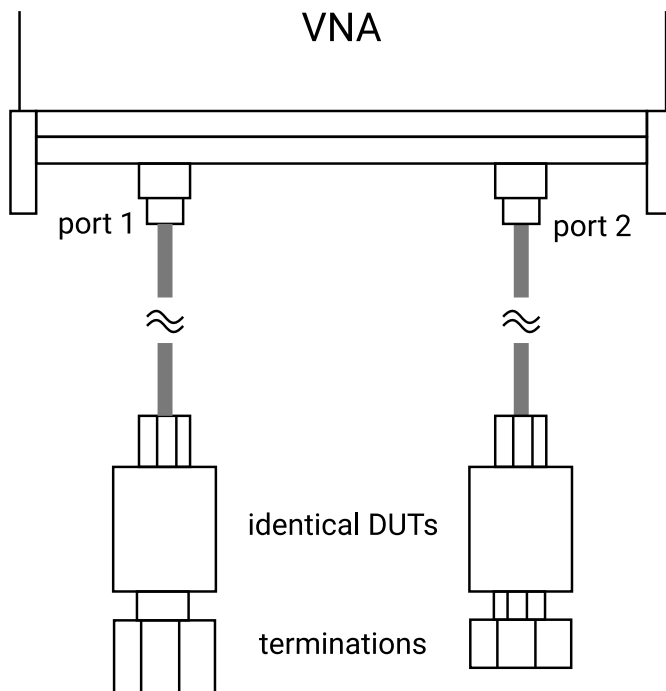 VNA
port 1
port 2
identical DUTs
terminations